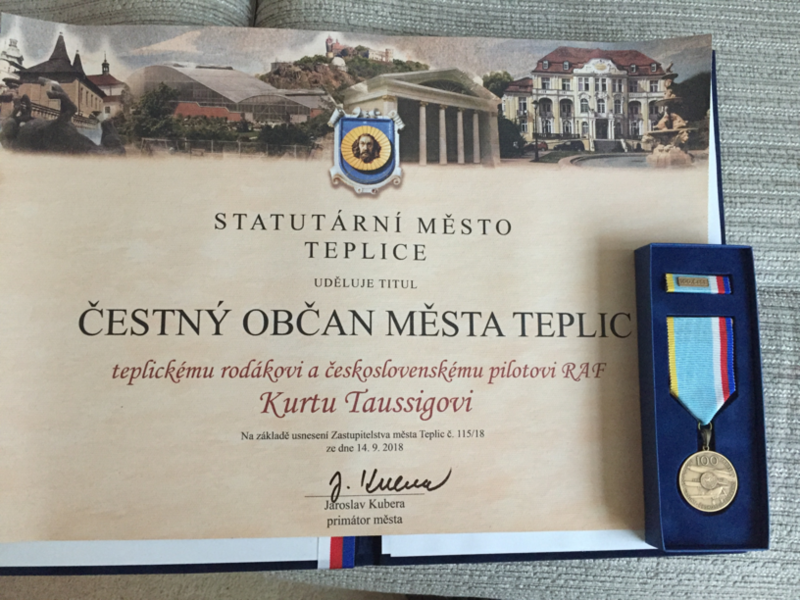 STATUTÁRNÍ MĚSTO
TEPLICE
UDĚLUJE TITUL
ČESTNÝ OBČAN MĚSTA TEPLIC
teplickému rodákovi a československému pilotovi RAF
Kurtu Taussigovi
Na základě usnesení Zastupitelstva města Teplic č. 115/18
ze dne 14. 9. 2018
J. Kubera
Jaroslav Kubera
primátor města
100